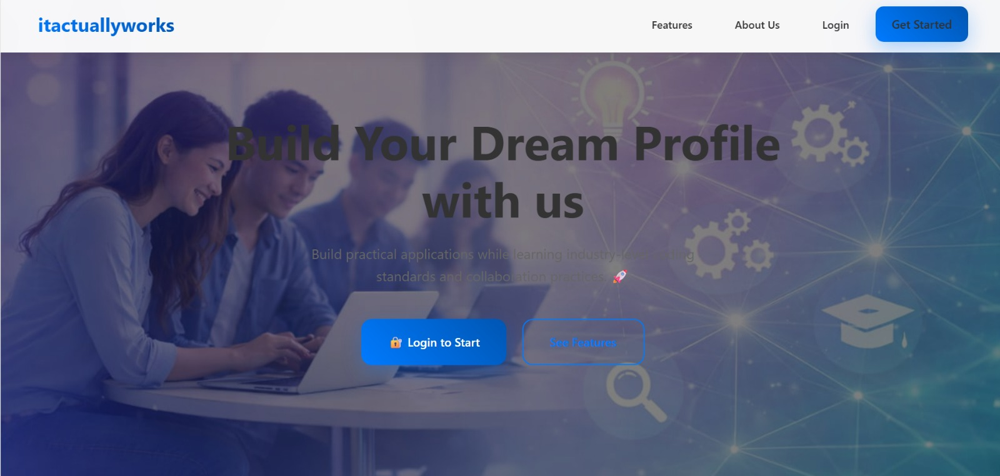 itactuallyworks
Features
About Us
Login
Get Started
Build Your Dream Profile
with us
Build practical applications while learning industry-level coding
standards and collaboration practices. 🚀
🔐 Login to Start
See Features